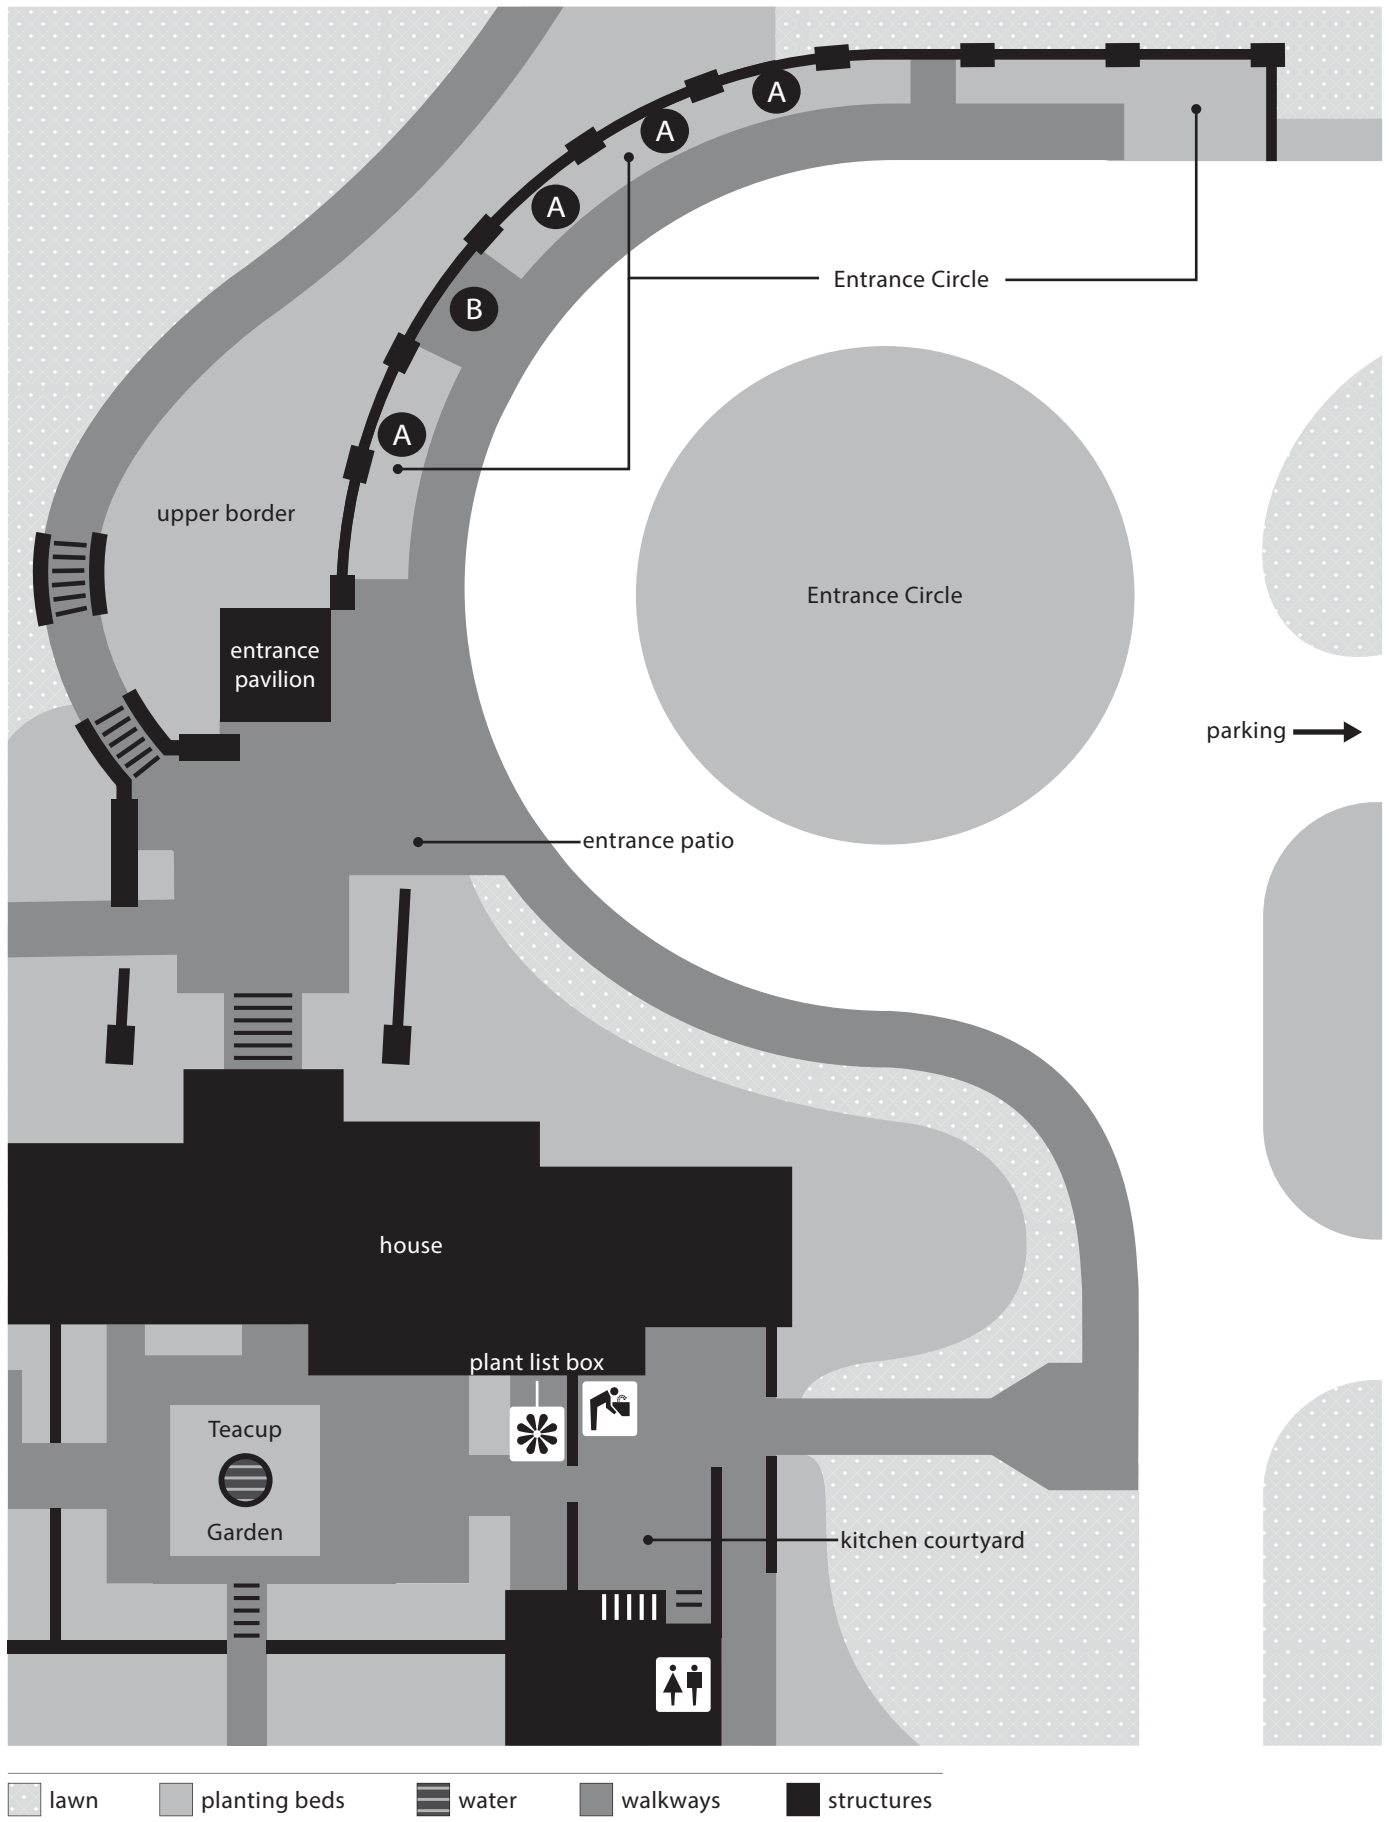 A
A
A
Entrance Circle
B
A
upper border
Entrance Circle
entrance
pavilion
parking
entrance patio
house
plant list box
Teacup
Garden
kitchen courtyard
lawn
planting beds
water
walkways
structures